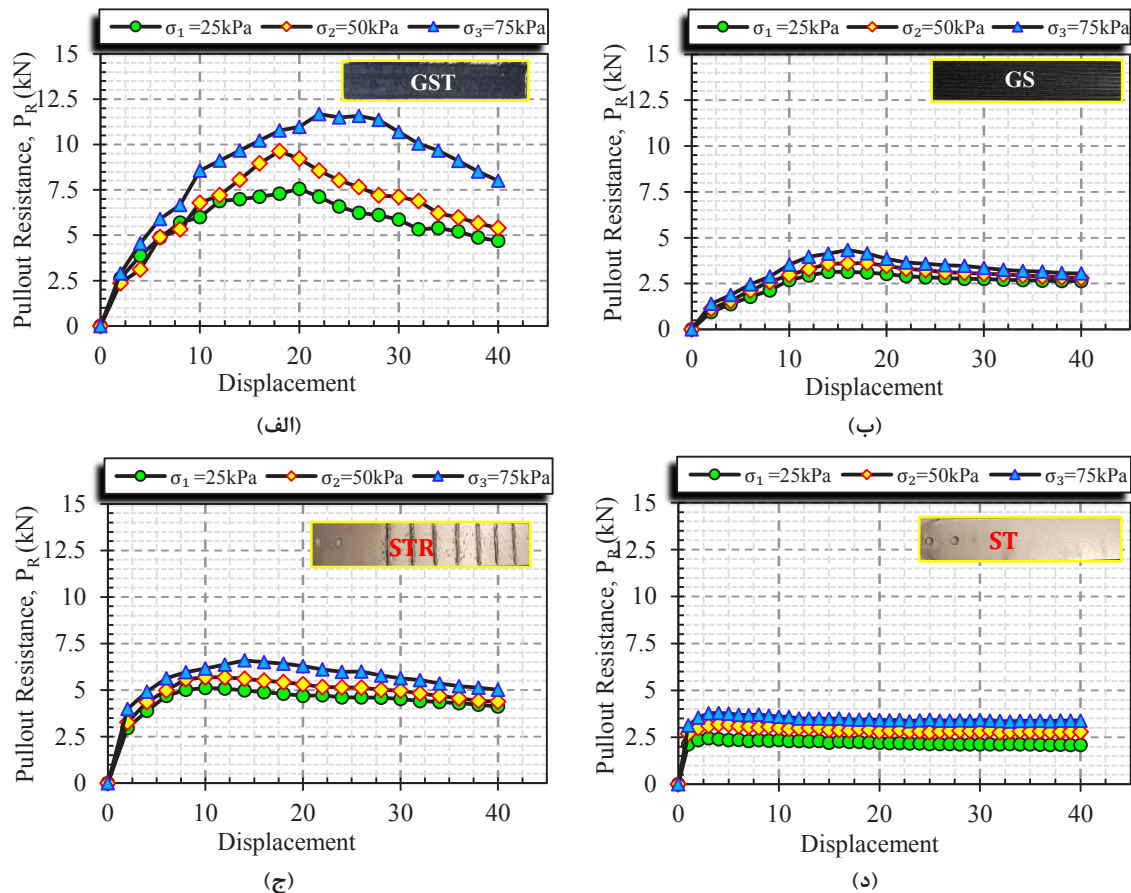 σ₁=25kPa σ₂=50kPa σ₃=75kPa
Pullout Resistance, P_R (kN)
15
12.5
10
7.5
5
2.5
0
GST
0 10 20 30 40
Displacement
(الف)
σ₁=25kPa σ₂=50kPa σ₃=75kPa
Pullout Resistance, P_R (kN)
15
12.5
10
7.5
5
2.5
0
GS
0 10 20 30 40
Displacement
(ب)
σ₁=25kPa σ₂=50kPa σ₃=75kPa
Pullout Resistance, P_R (kN)
15
12.5
10
7.5
5
2.5
0
STR
0 10 20 30 40
Displacement
(ج)
σ₁=25kPa σ₂=50kPa σ₃=75kPa
Pullout Resistance, P_R (kN)
15
12.5
10
7.5
5
2.5
0
ST
0 10 20 30 40
Displacement
(د)